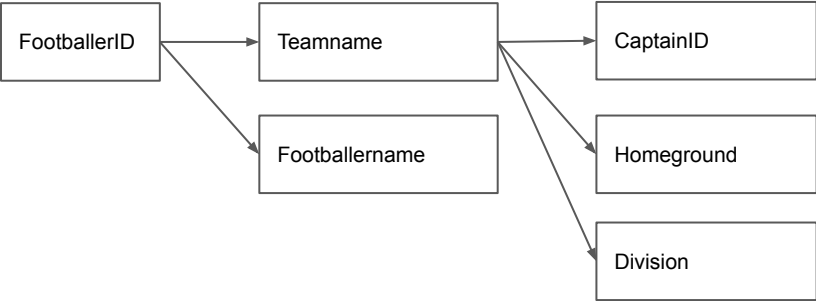 FootballerID
Teamname
CaptainID
Footballername
Homeground
Division